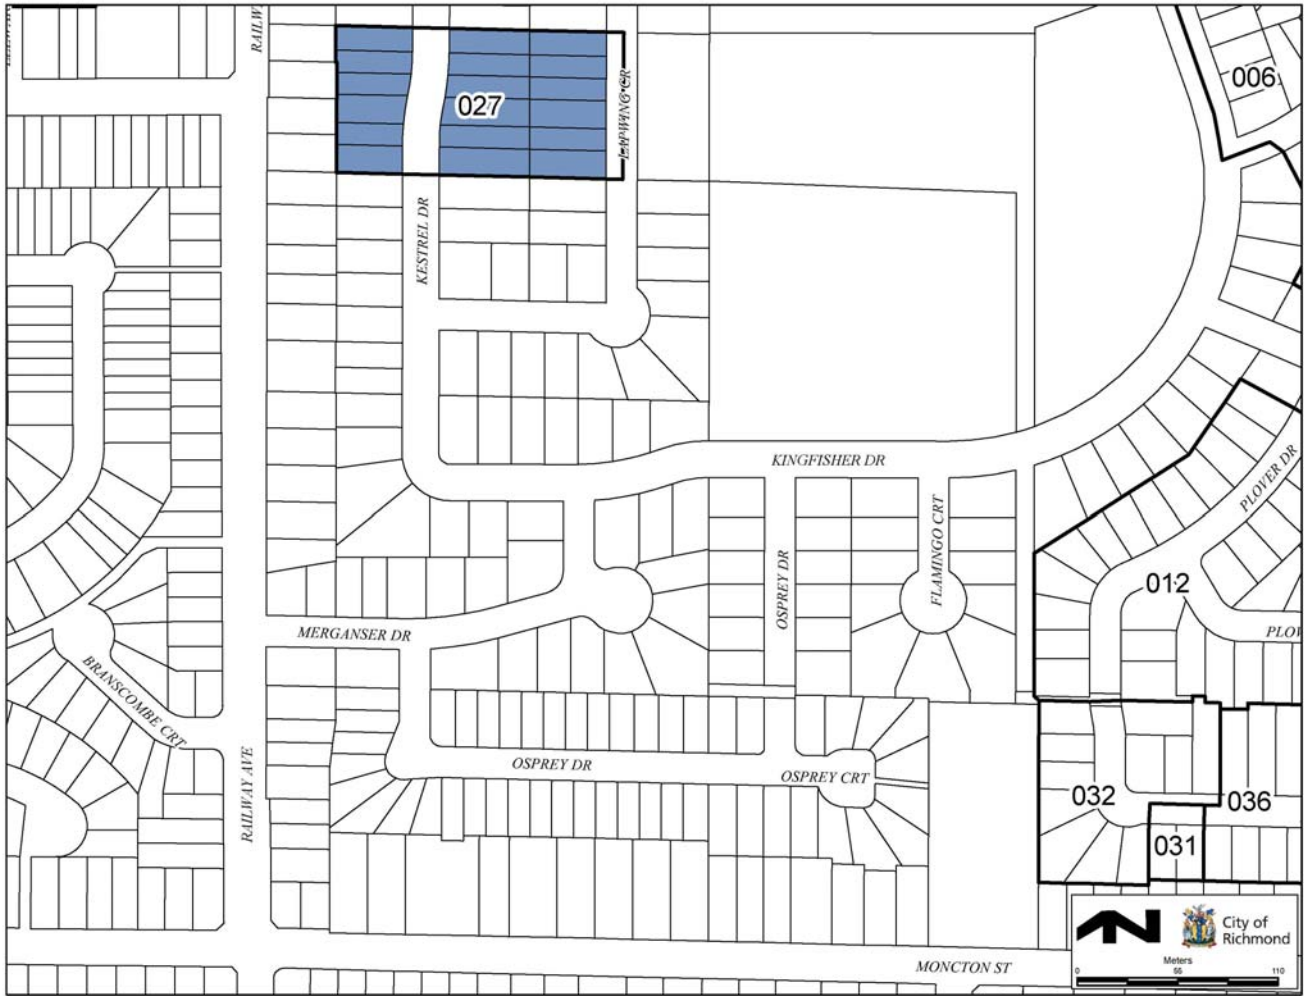 RAILW
006
027
LAPWING CR
KESTREL DR
KINGFISHER DR
PLOVER DR
FLAMINGO CRT
OSPREY DR
012
MERGANSER DR
PLOV
BRANSCOMBE CRT
OSPREY DR
OSPREY CRT
RAILWAY AVE
032
036
031
MONCTON ST
N
City of
Richmond
Meters
0 55 110